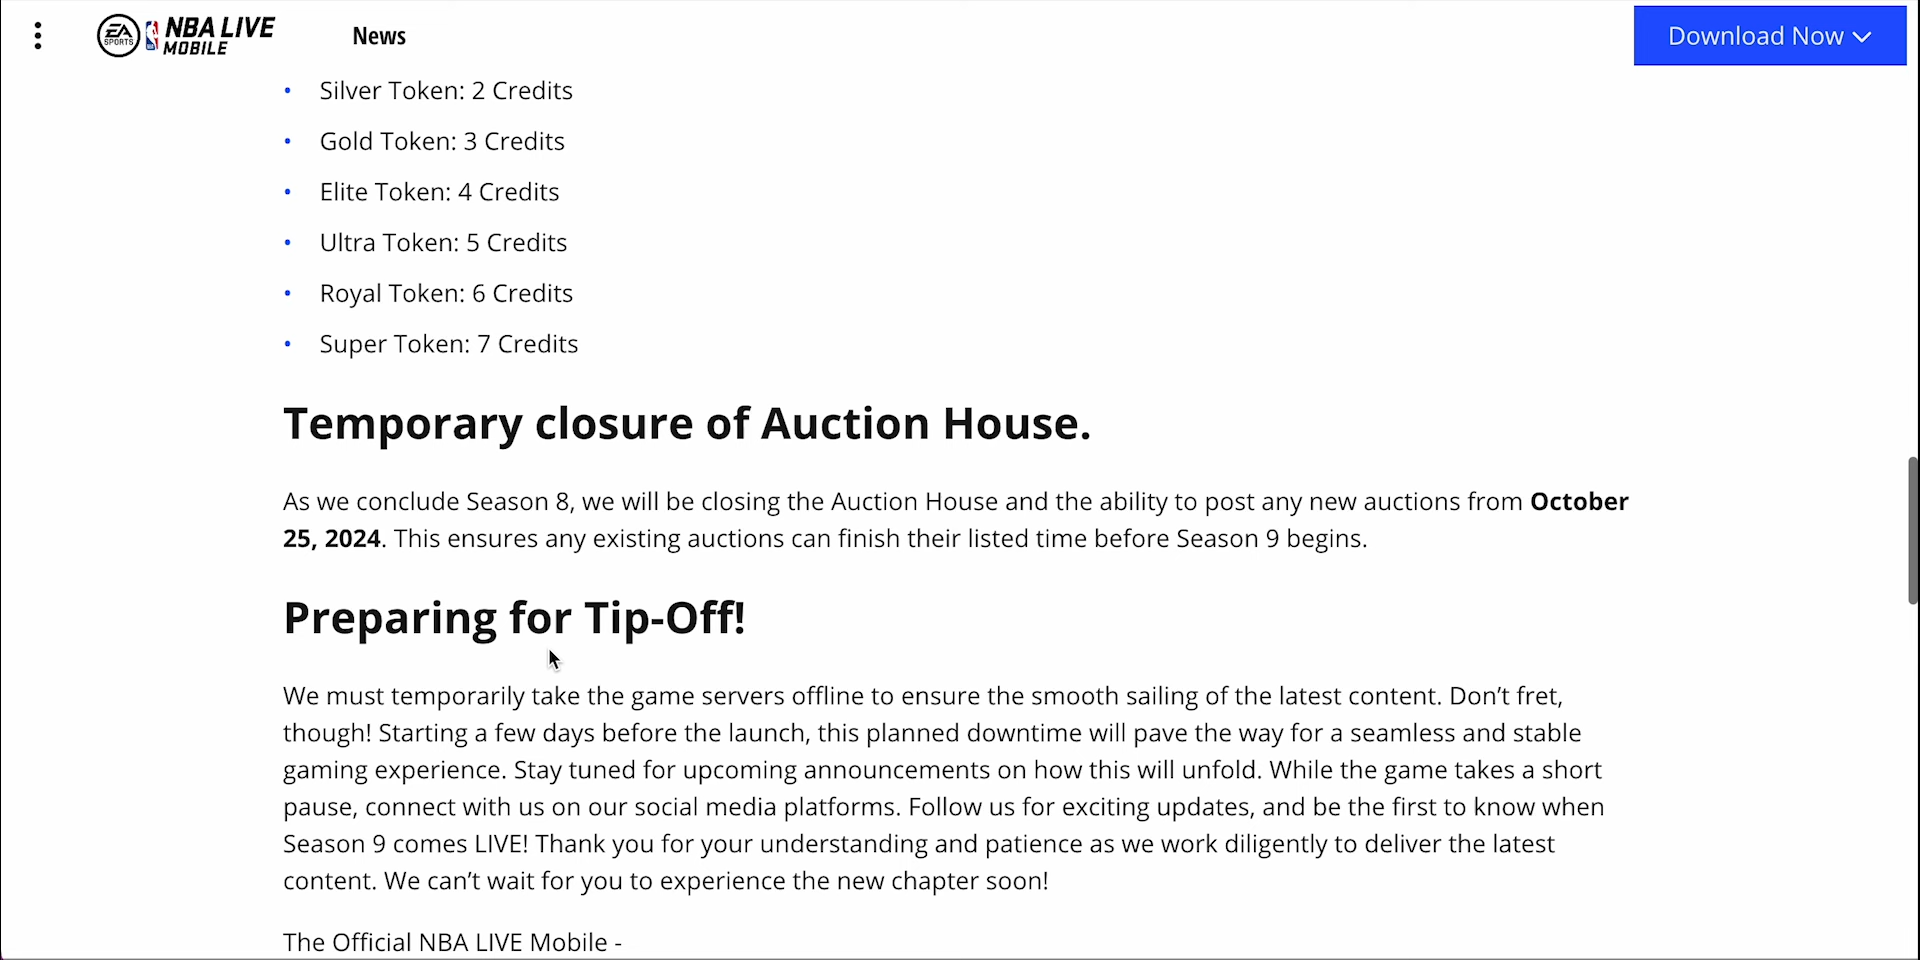 EA SPORTS NBA LIVE MOBILE News Download Now
• Silver Token: 2 Credits
• Gold Token: 3 Credits
• Elite Token: 4 Credits
• Ultra Token: 5 Credits
• Royal Token: 6 Credits
• Super Token: 7 Credits
Temporary closure of Auction House.
As we conclude Season 8, we will be closing the Auction House and the ability to post any new auctions from October
25, 2024. This ensures any existing auctions can finish their listed time before Season 9 begins.
Preparing for Tip-Off!
We must temporarily take the game servers offline to ensure the smooth sailing of the latest content. Don’t fret,
though! Starting a few days before the launch, this planned downtime will pave the way for a seamless and stable
gaming experience. Stay tuned for upcoming announcements on how this will unfold. While the game takes a short
pause, connect with us on our social media platforms. Follow us for exciting updates, and be the first to know when
Season 9 comes LIVE! Thank you for your understanding and patience as we work diligently to deliver the latest
content. We can’t wait for you to experience the new chapter soon!
The Official NBA LIVE Mobile -